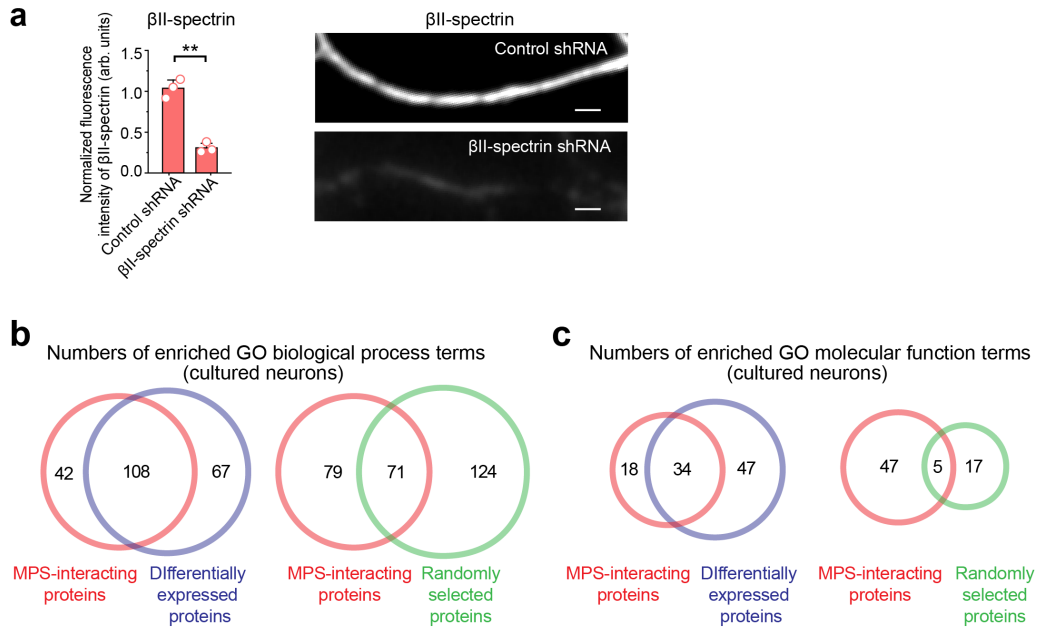 a
βII-spectrin
Normalized fluorescence
intensity of βII-spectrin (arb. units)
1.5
1.0
0.5
0.0
**
Control shRNA
βII-spectrin shRNA
βII-spectrin
Control shRNA
βII-spectrin shRNA
b
Numbers of enriched GO biological process terms
(cultured neurons)
42
108
67
MPS-interacting
proteins
DIfferentially
expressed
proteins
79
71
124
MPS-interacting
proteins
Randomly
selected
proteins
c
Numbers of enriched GO molecular function terms
(cultured neurons)
18
34
47
MPS-interacting
proteins
DIfferentially
expressed
proteins
47
5
17
MPS-interacting
proteins
Randomly
selected
proteins